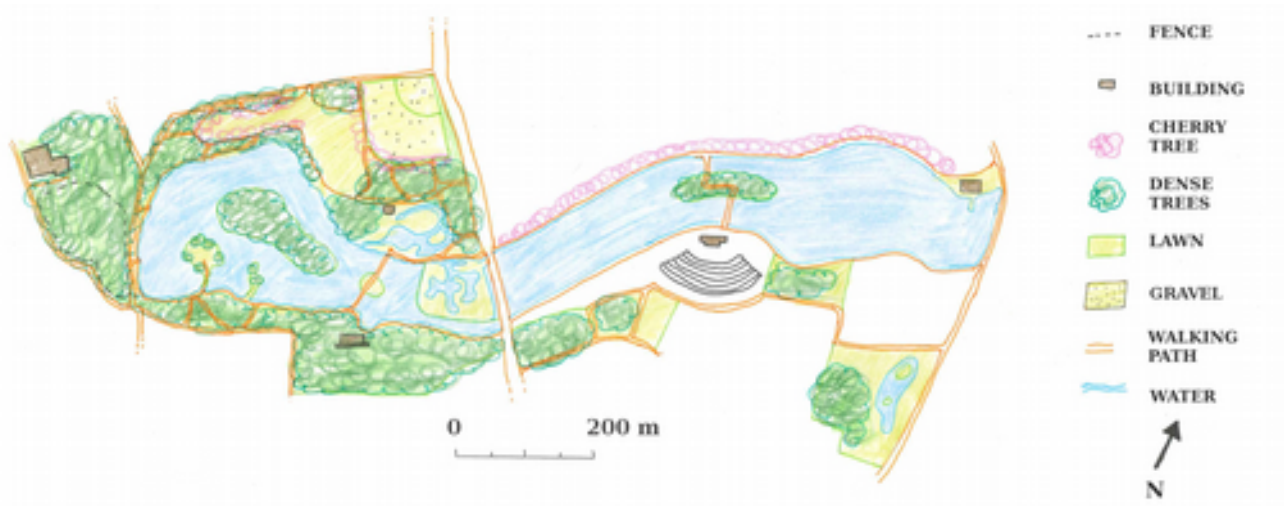 FENCE
BUILDING
CHERRY
TREE
DENSE
TREES
LAWN
GRAVEL
WALKING
PATH
WATER
0 200 m
N